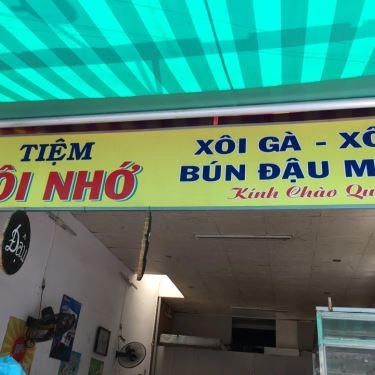 TIỆM
ÔI NHỚ
XÔI GÀ - XÔ
BÚN ĐẬU M
Kính Chào Qu